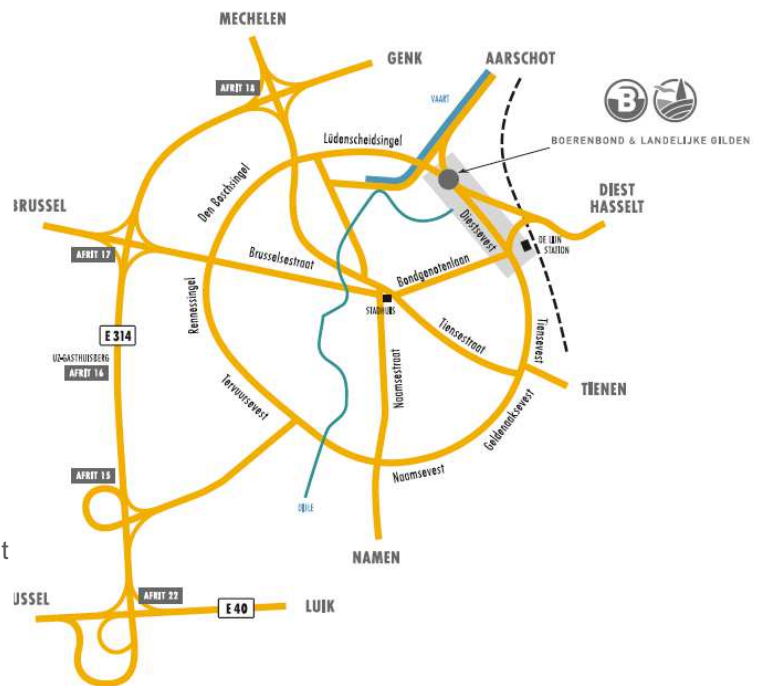 MECHELEN
GENK
AARSCHOT
AFRIT 18
VAART
B
Lüdenscheidsingel
BOERENBOND & LANDELIJKE GILDEN
Den Boschsingel
DIEST
HASSELT
BRUSSEL
Diestsevest
DE LIJN
STATION
AFRIT 17
Brusselsestraat
Bondgenotenlaan
Rennessingel
STADHUIS
E 314
Tiensestraat
Tiensevest
UZ-GASTHUISBERG
AFRIT 16
Naamsestraat
TIENEN
Tervuursevest
Geldenaaksevest
AFRIT 15
Naamsevest
DIJLE
t
NAMEN
USSEL
AFRIT 22
E 40
LUIK